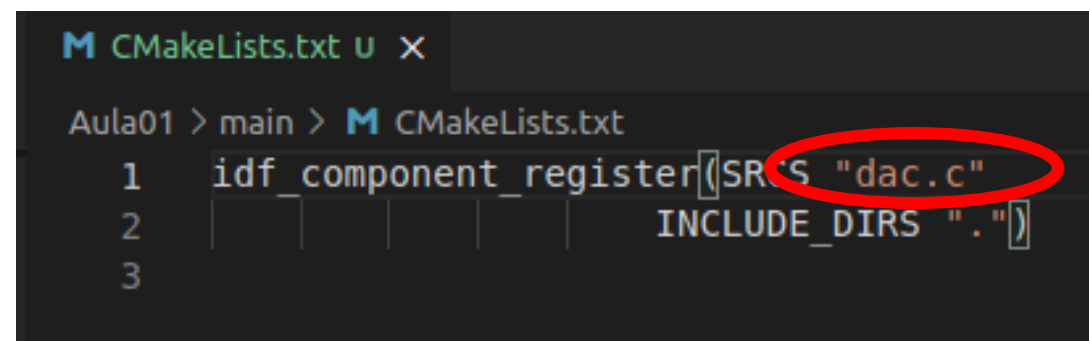 M CMakeLists.txt U ×
Aula01 > main > M CMakeLists.txt
1 idf_component_register(SRCS "dac.c"
2 INCLUDE_DIRS ".")
3